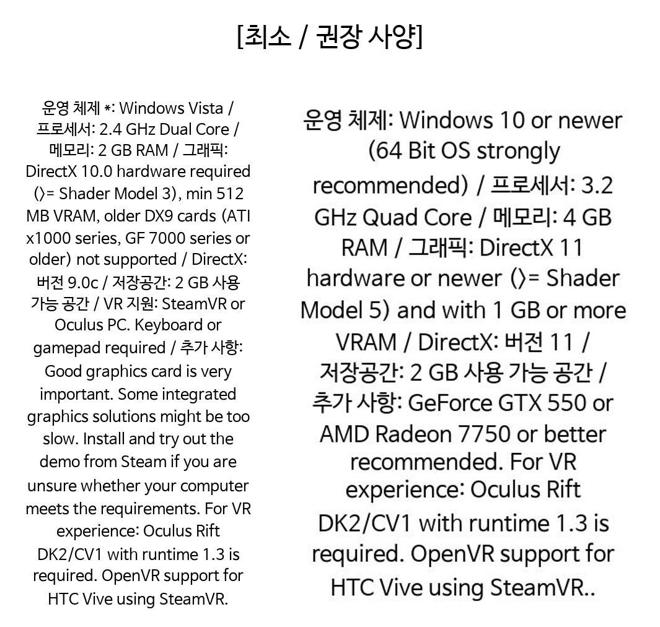 [최소 / 권장 사양]
운영 체제 *: Windows Vista /
프로세서: 2.4 GHz Dual Core /
메모리: 2 GB RAM / 그래픽:
DirectX 10.0 hardware required
(>= Shader Model 3), min 512
MB VRAM, older DX9 cards (ATI
x1000 series, GF 7000 series or
older) not supported / DirectX:
버전 9.0c / 저장공간: 2 GB 사용
가능 공간 / VR 지원: SteamVR or
Oculus PC. Keyboard or
gamepad required / 추가 사항:
Good graphics card is very
important. Some integrated
graphics solutions might be too
slow. Install and try out the
demo from Steam if you are
unsure whether your computer
meets the requirements. For VR
experience: Oculus Rift
DK2/CV1 with runtime 1.3 is
required. OpenVR support for
HTC Vive using SteamVR.
운영 체제: Windows 10 or newer
(64 Bit OS strongly
recommended) / 프로세서: 3.2
GHz Quad Core / 메모리: 4 GB
RAM / 그래픽: DirectX 11
hardware or newer (>= Shader
Model 5) and with 1 GB or more
VRAM / DirectX: 버전 11 /
저장공간: 2 GB 사용 가능 공간 /
추가 사항: GeForce GTX 550 or
AMD Radeon 7750 or better
recommended. For VR
experience: Oculus Rift
DK2/CV1 with runtime 1.3 is
required. OpenVR support for
HTC Vive using SteamVR..